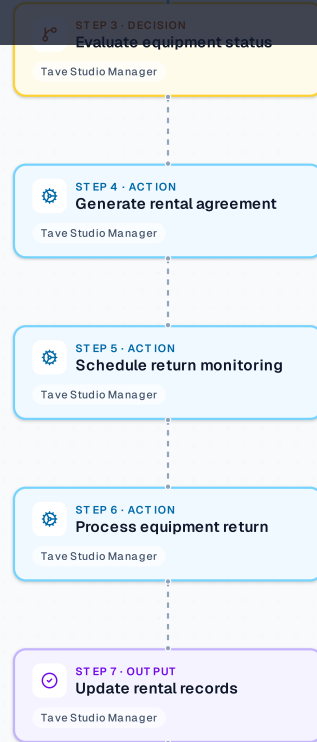 STEP 3 · DECISION
Evaluate equipment status
Tave Studio Manager
STEP 4 · ACTION
Generate rental agreement
Tave Studio Manager
STEP 5 · ACTION
Schedule return monitoring
Tave Studio Manager
STEP 6 · ACTION
Process equipment return
Tave Studio Manager
STEP 7 · OUTPUT
Update rental records
Tave Studio Manager